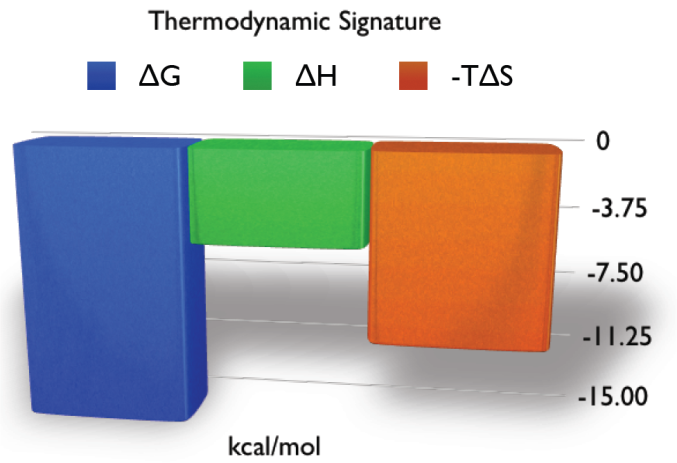 Thermodynamic Signature
ΔG ΔH -TΔS
0
-3.75
-7.50
-11.25
-15.00
kcal/mol